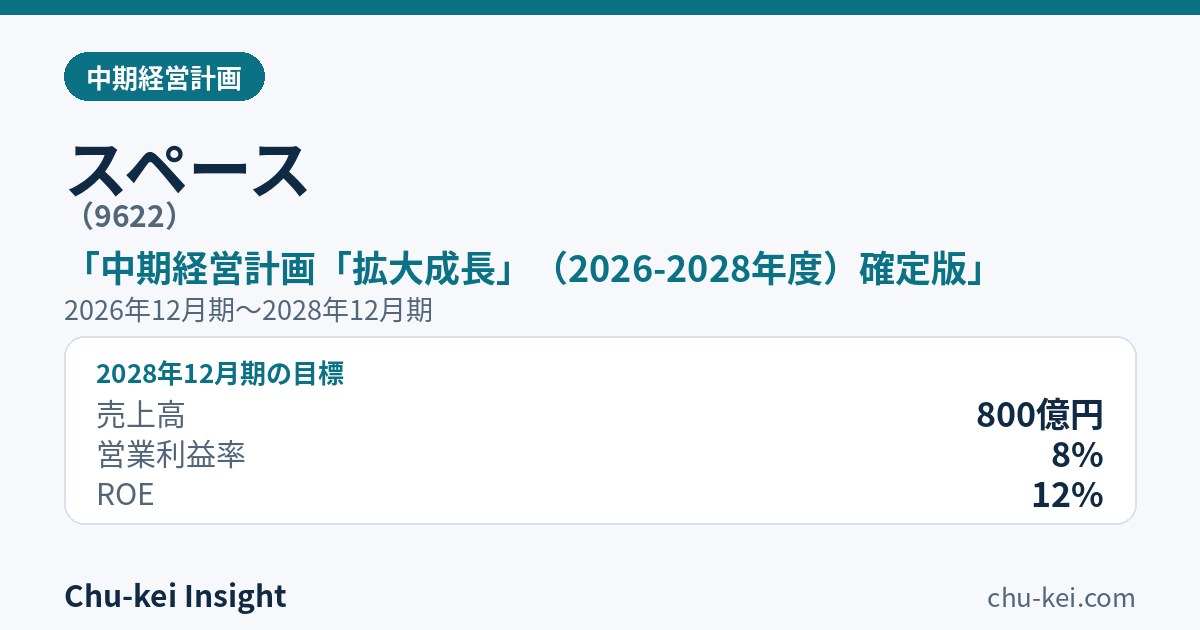 中期経営計画
スペース
（9622）
「中期経営計画「拡大成長」（2026-2028年度）確定版」
2026年12月期〜2028年12月期
2028年12月期の目標
売上高 800億円
営業利益率 8%
ROE 12%
Chu-kei Insight chu-kei.com